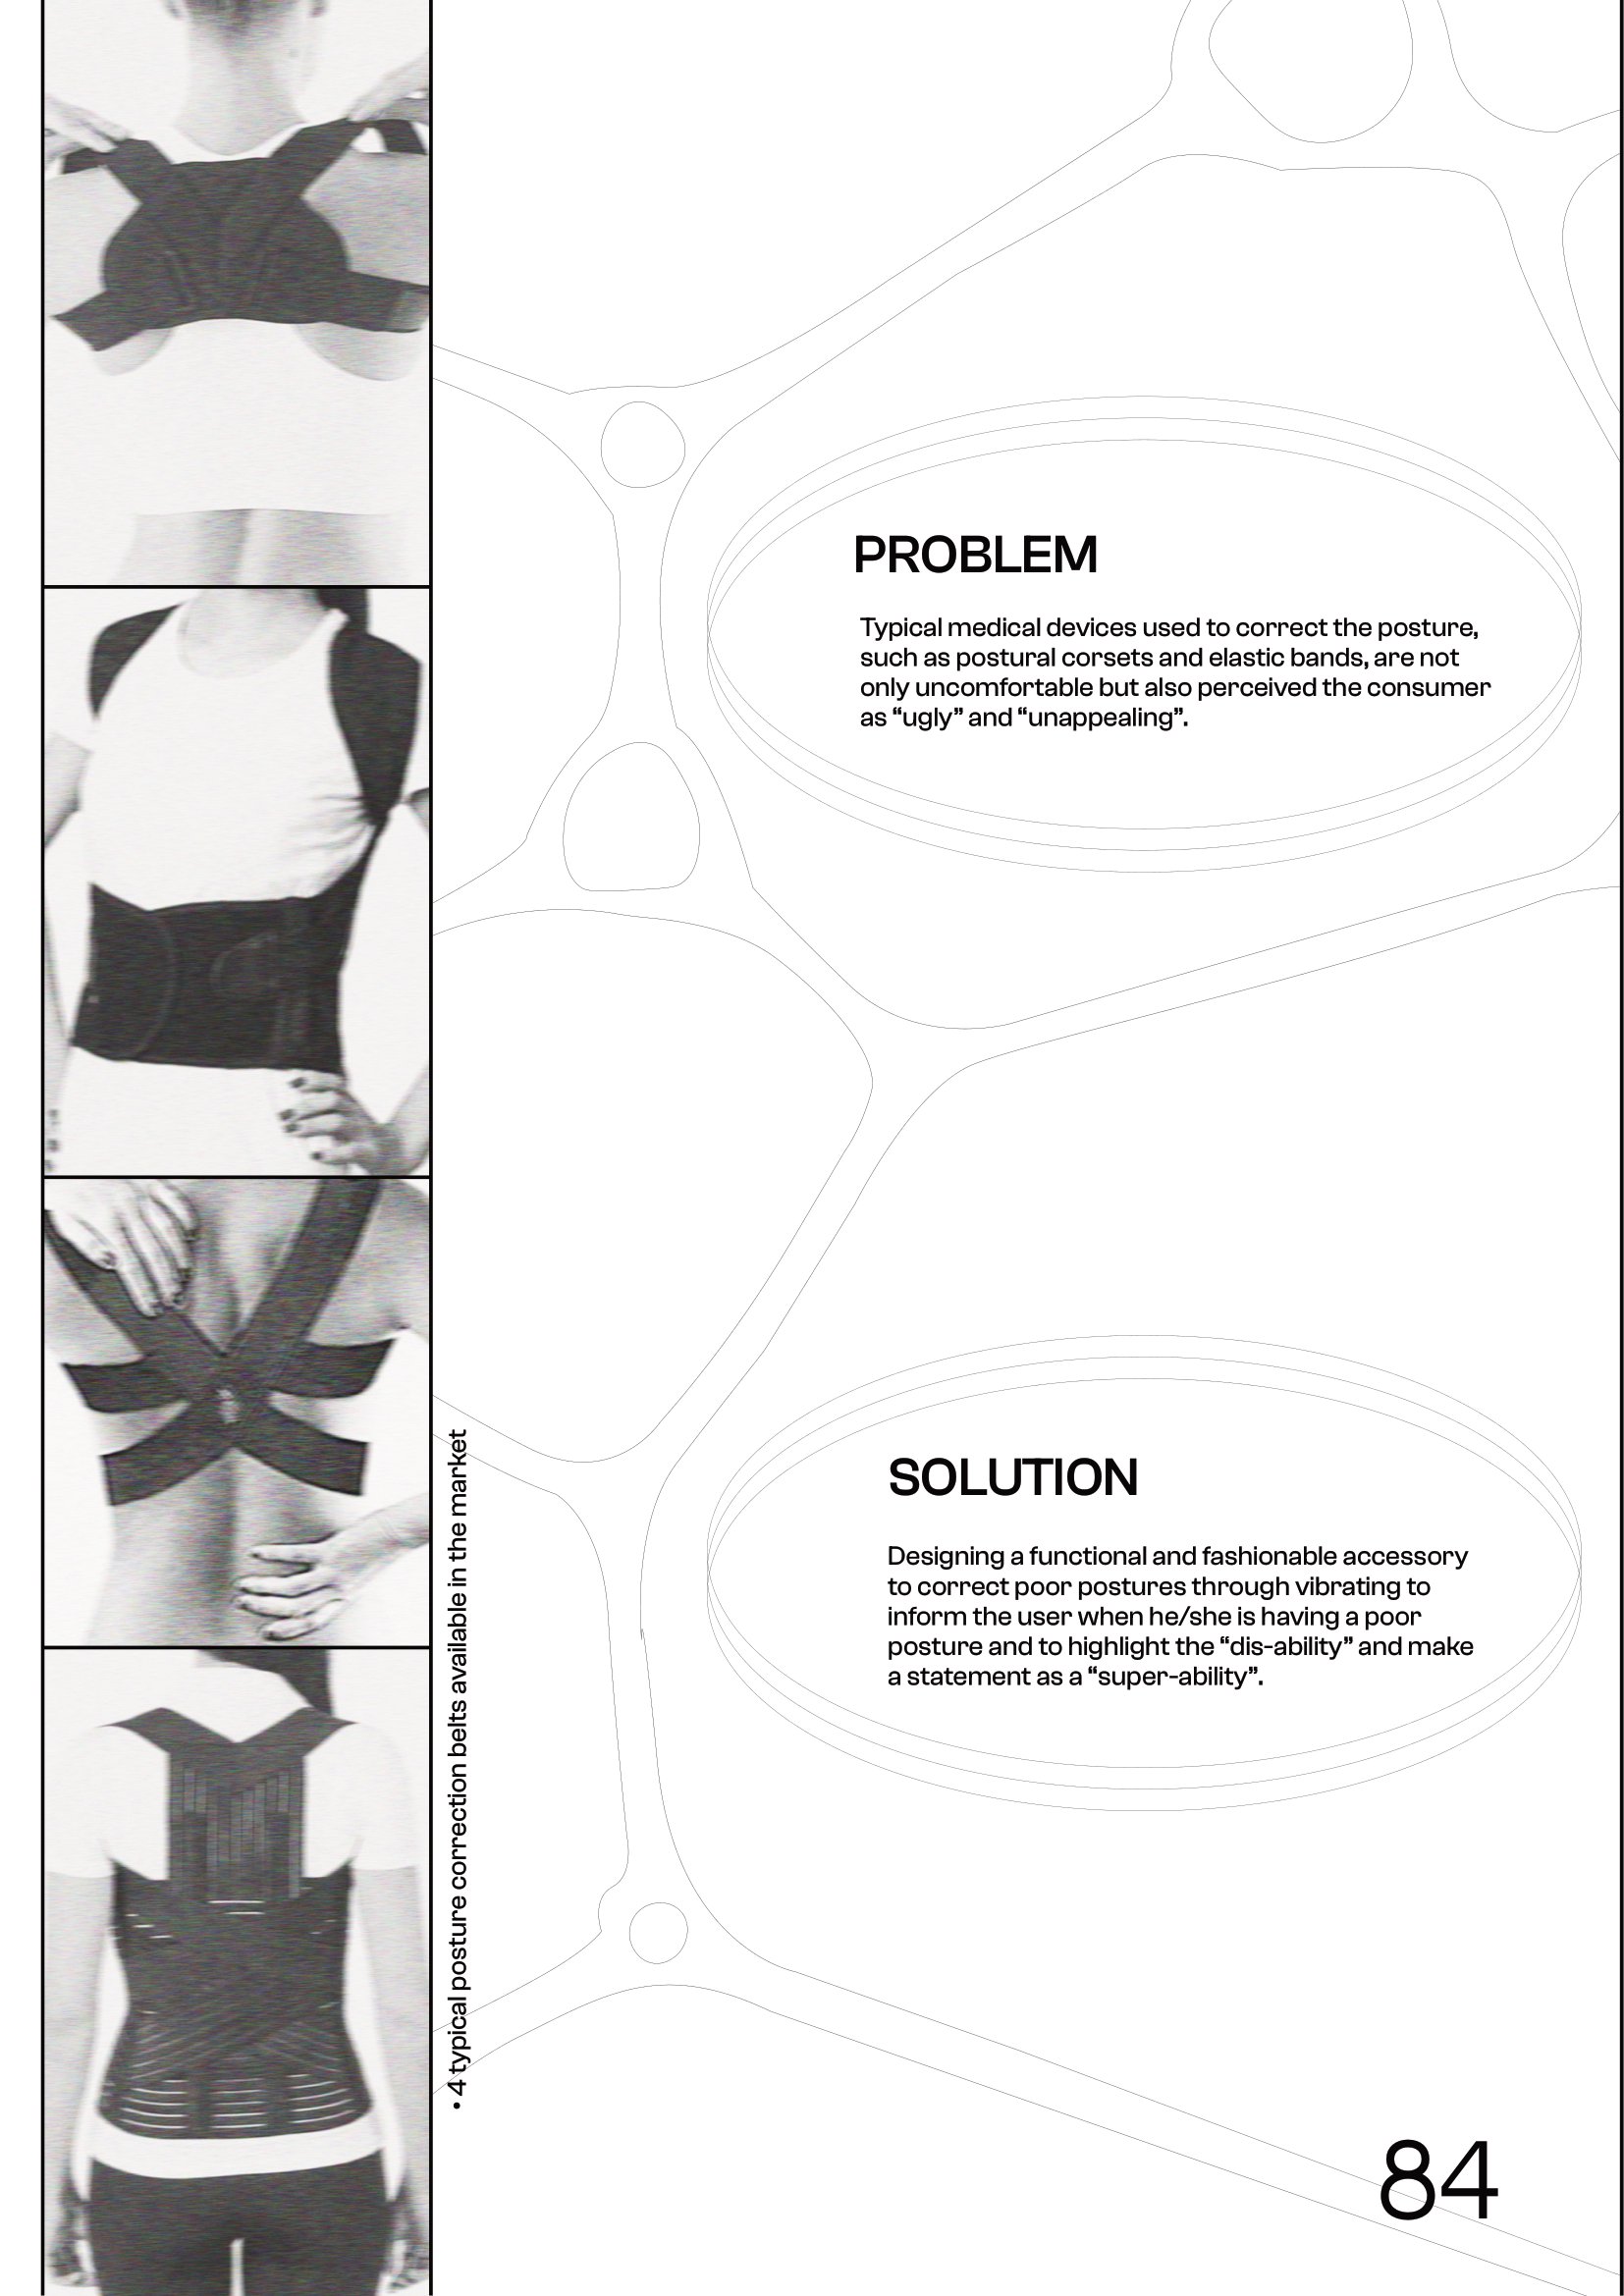 PROBLEM
Typical medical devices used to correct the posture,
such as postural corsets and elastic bands, are not
only uncomfortable but also perceived the consumer
as “ugly” and “unappealing”.
• 4 typical posture correction belts available in the market
SOLUTION
Designing a functional and fashionable accessory
to correct poor postures through vibrating to
inform the user when he/she is having a poor
posture and to highlight the “dis-ability” and make
a statement as a “super-ability”.
84